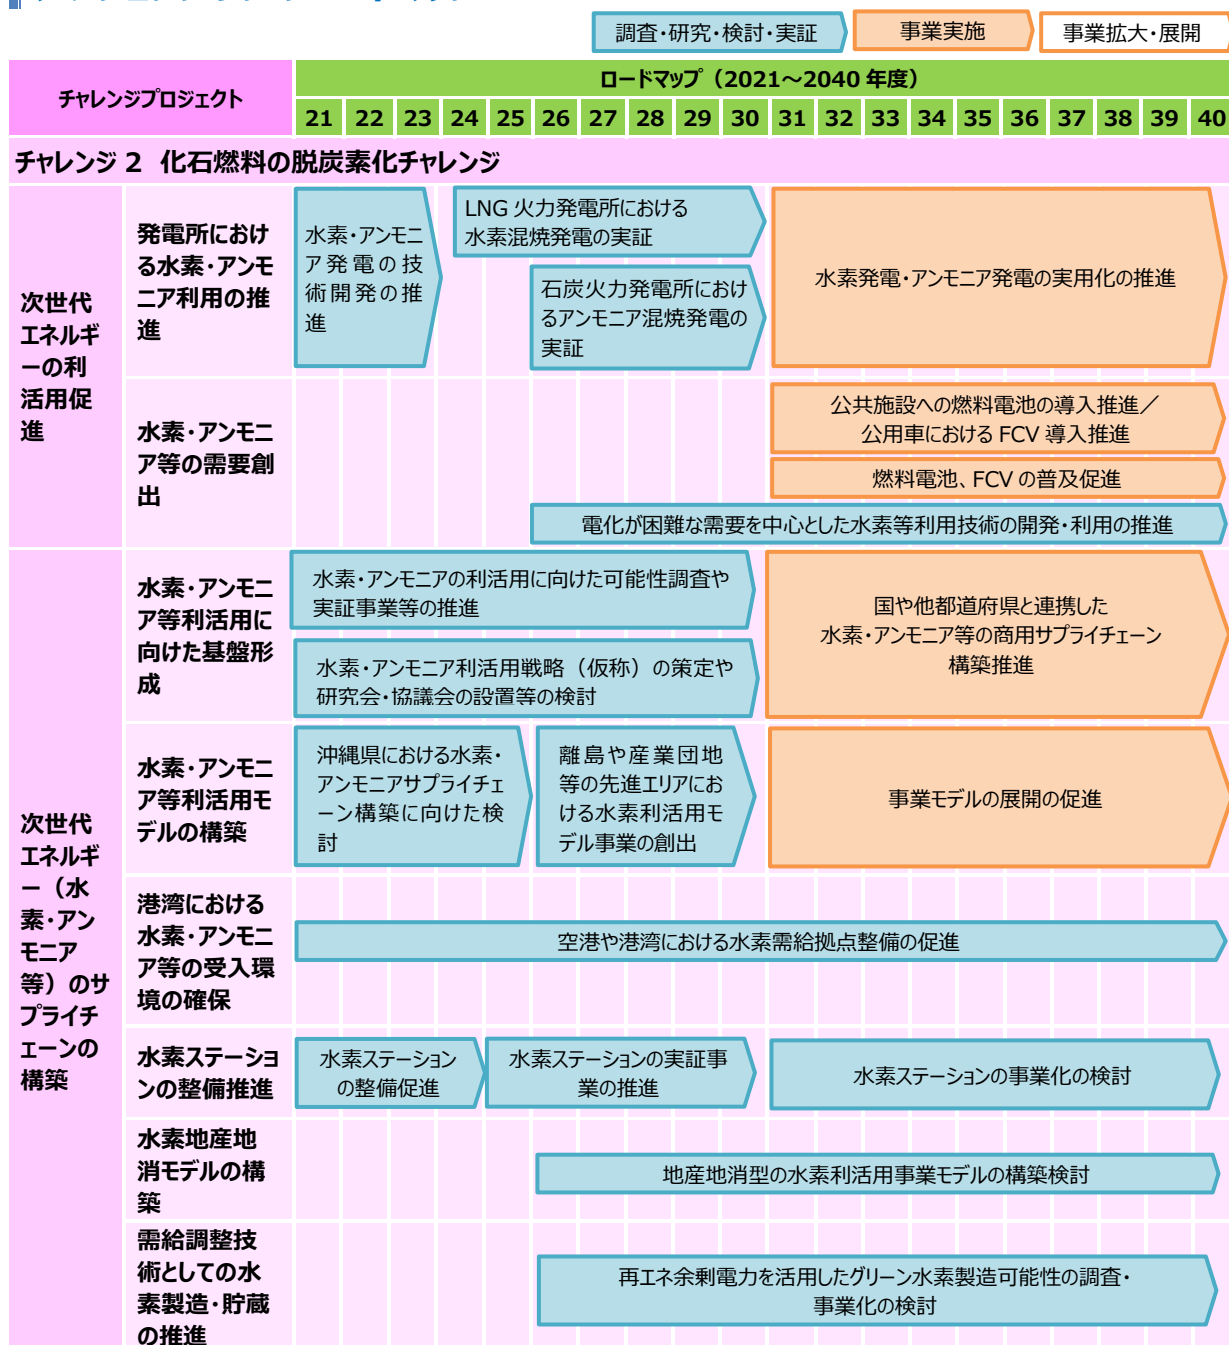 調査・研究・検討・実証
事業実施
事業拡大・展開
チャレンジプロジェクト
ロードマップ（2021～2040 年度）
21 22 23 24 25 26 27 28 29 30 31 32 33 34 35 36 37 38 39 40
チャレンジ 2 化石燃料の脱炭素化チャレンジ
次世代
エネルギ
ーの利
活用促
進
発電所におけ
る水素・アンモ
ニア利用の推
進
水素・アンモニ
ア発電の技
術開発の推
進
LNG 火力発電所における
水素混焼発電の実証
石炭火力発電所におけ
るアンモニア混焼発電の
実証
水素発電・アンモニア発電の実用化の推進
水素・アンモニ
ア等の需要創
出
公共施設への燃料電池の導入推進／
公用車における FCV 導入推進
燃料電池、FCV の普及促進
電化が困難な需要を中心とした水素等利用技術の開発・利用の推進
次世代
エネルギ
ー（水
素・アン
モニア
等）のサ
プライチ
ェーンの
構築
水素・アンモニ
ア等利活用に
向けた基盤形
成
水素・アンモニアの利活用に向けた可能性調査や
実証事業等の推進
水素・アンモニア利活用戦略（仮称）の策定や
研究会・協議会の設置等の検討
国や他都道府県と連携した
水素・アンモニア等の商用サプライチェーン
構築推進
水素・アンモニ
ア等利活用モ
デルの構築
沖縄県における水素・
アンモニアサプライチェ
ーン構築に向けた検
討
離島や産業団地
等の先進エリアにお
ける水素利活用モ
デル事業の創出
事業モデルの展開の促進
港湾における
水素・アンモニ
ア等の受入環
境の確保
空港や港湾における水素需給拠点整備の促進
水素ステーショ
ンの整備推進
水素ステーション
の整備促進
水素ステーションの実証事
業の推進
水素ステーションの事業化の検討
水素地産地
消モデルの構
築
地産地消型の水素利活用事業モデルの構築検討
需給調整技
術としての水
素製造・貯蔵
の推進
再エネ余剰電力を活用したグリーン水素製造可能性の調査・
事業化の検討